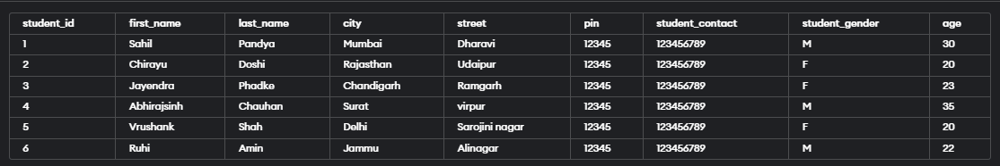 student_id first_name last_name city street pin student_contact student_gender age
1 Sahil Pandya Mumbai Dharavi 12345 123456789 M 30
2 Chirayu Doshi Rajasthan Udaipur 12345 123456789 F 20
3 Jayendra Phadke Chandigarh Ramgarh 12345 123456789 F 23
4 Abhirajsinh Chauhan Surat virpur 12345 123456789 M 35
5 Vrushank Shah Delhi Sarojini nagar 12345 123456789 F 20
6 Ruhi Amin Jammu Alinagar 12345 123456789 M 22